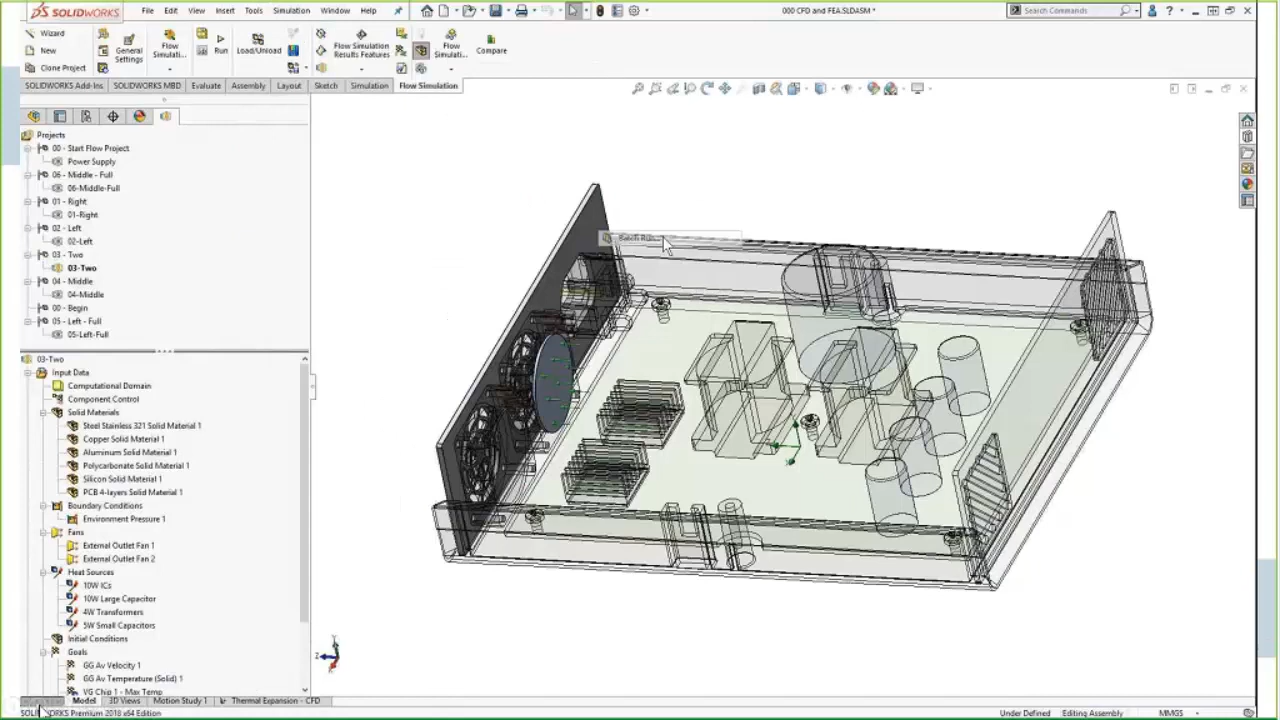 SOLIDWORKS
File Edit View Insert Tools Simulation Window Help
000 CFD and FEA.SLDASM *
Search Commands
Wizard
New
Clone Project
General Settings
Flow Simulati...
Run
Load/Unload
Flow Simulation Results Features
Flow Simulati...
Compare
SOLIDWORKS Add-Ins SOLIDWORKS MBD Evaluate Assembly Layout Sketch Simulation Flow Simulation
Projects
00 - Start Flow Project
Power Supply
06 - Middle - Full
06-Middle-Full
01 - Right
01-Right
02 - Left
02-Left
03 - Two
03-Two
04 - Middle
04-Middle
00 - Begin
05 - Left - Full
05-Left-Full
Batch Run...
03-Two
Input Data
Computational Domain
Component Control
Solid Materials
Steel Stainless 321 Solid Material 1
Copper Solid Material 1
Aluminum Solid Material 1
Polycarbonate Solid Material 1
Silicon Solid Material 1
PCB 4-layers Solid Material 1
Boundary Conditions
Environment Pressure 1
Fans
External Outlet Fan 1
External Outlet Fan 2
Heat Sources
10W ICs
10W Large Capacitor
4W Transformers
5W Small Capacitors
Initial Conditions
Goals
GG Av Velocity 1
GG Av Temperature (Solid) 1
VG Chip 1 - Max Temp
Model 3D Views Motion Study 1 Thermal Expansion - CFD
SOLIDWORKS Premium 2018 x64 Edition
Under Defined Editing Assembly MMGS